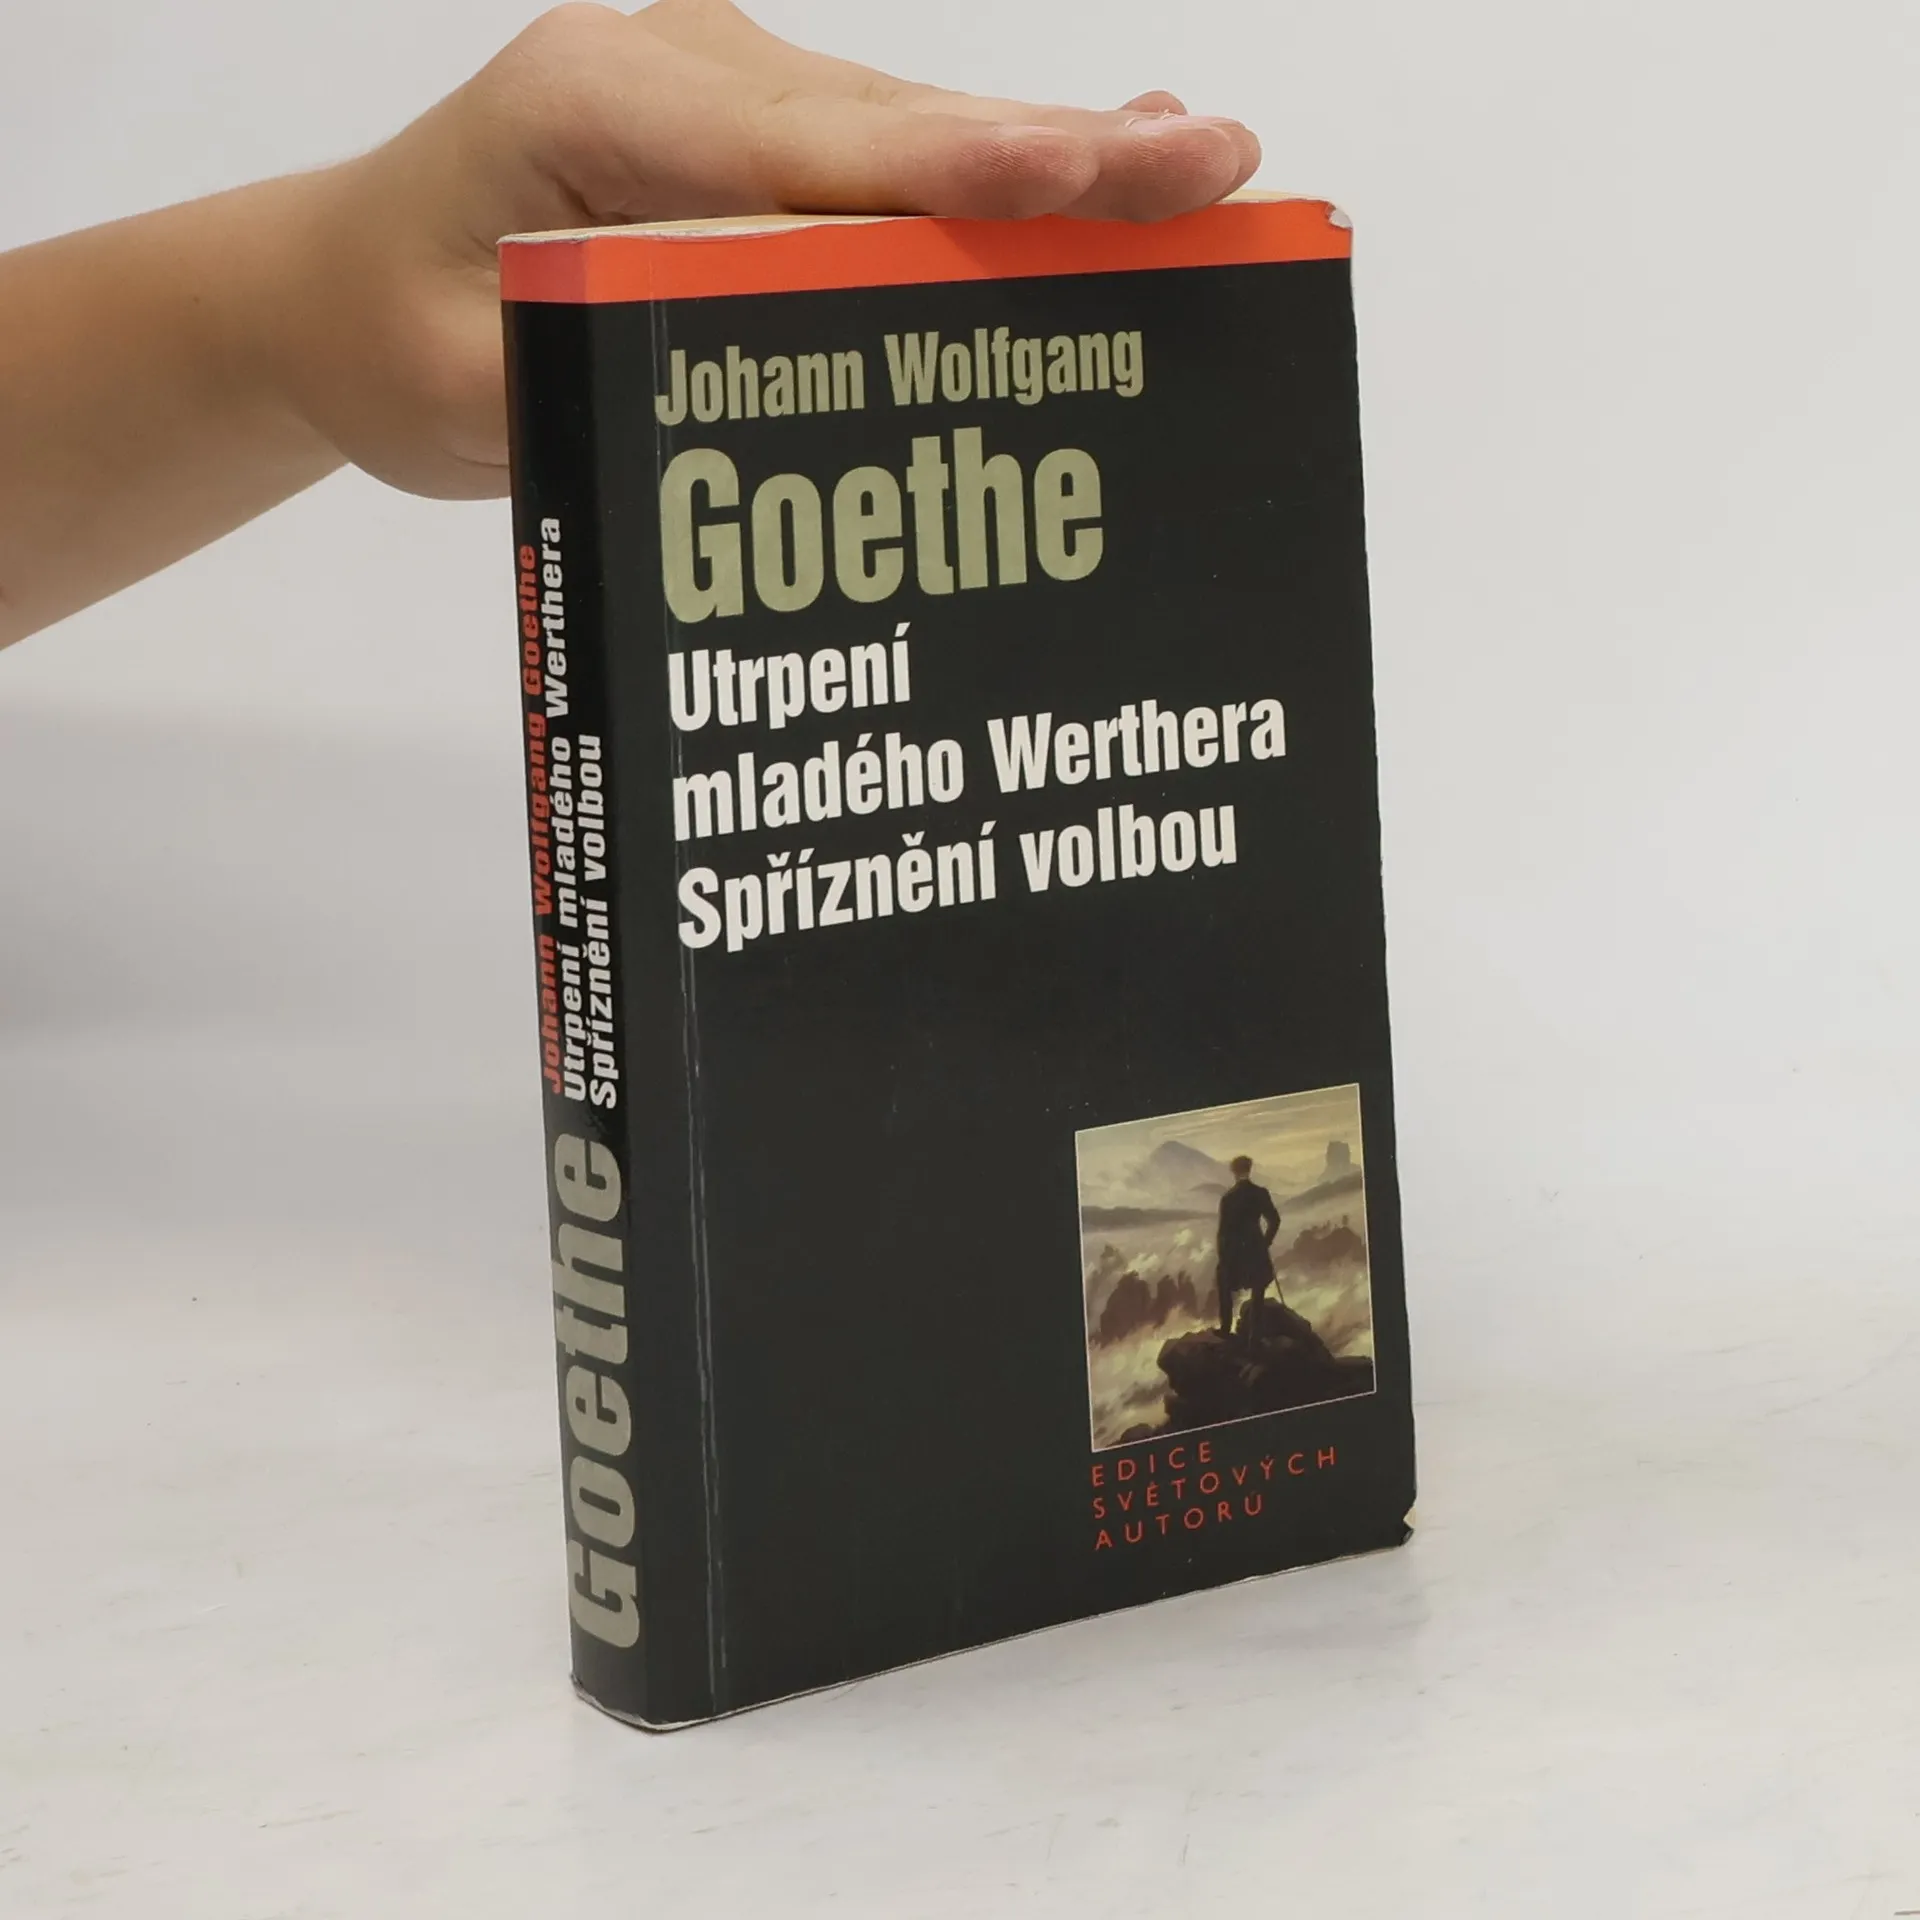 Johann Wolfgang
Goethe
Utrpení
mladého Werthera
Spříznění volbou
EDICE
SVĚTOVÝCH
AUTORŮ
Goethe
Johann Wolfgang Goethe
Utrpení mladého Werthera
Spříznění volbou